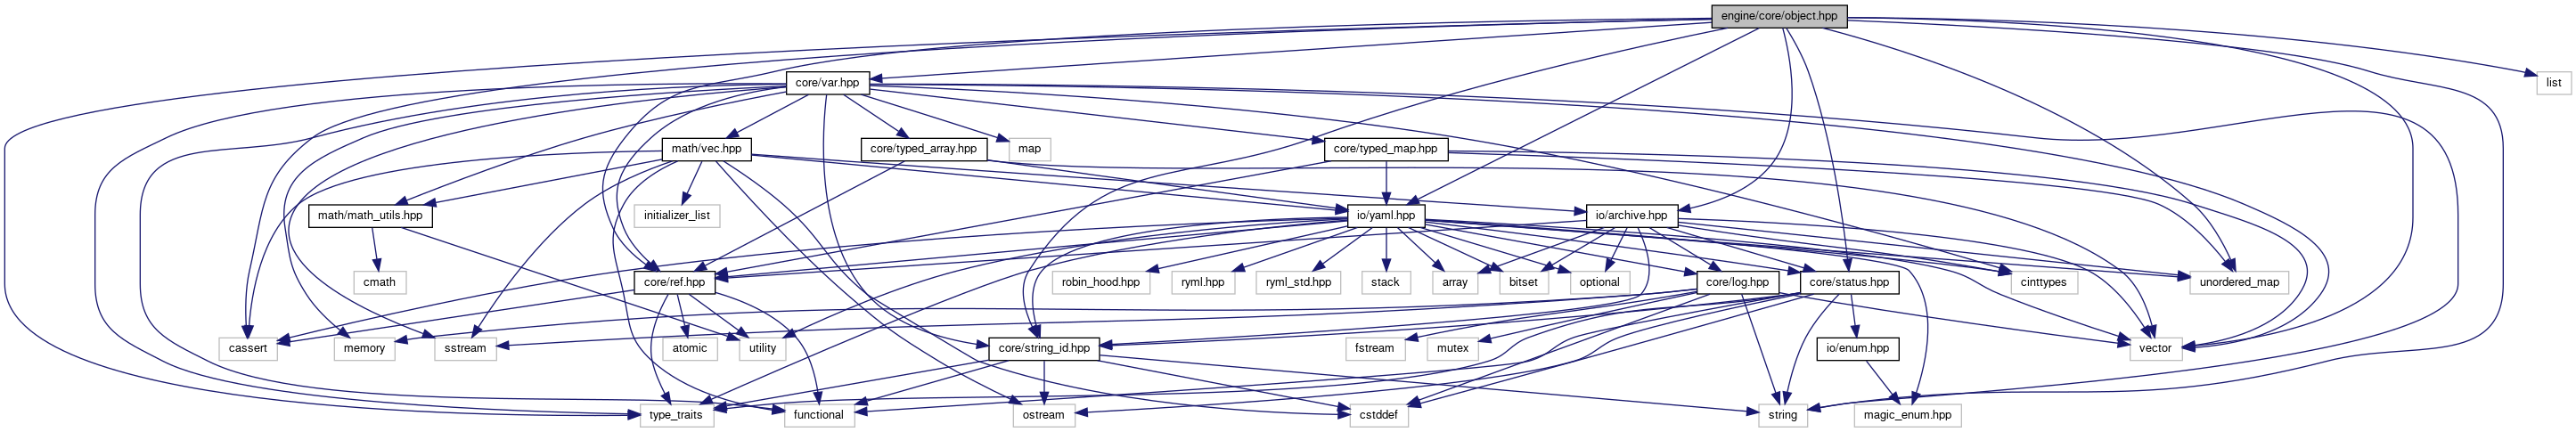 engine/core/object.hpp
core/var.hpp
list
math/vec.hpp
core/typed_array.hpp
map
core/typed_map.hpp
math/math_utils.hpp
initializer_list
io/yaml.hpp
io/archive.hpp
cmath
core/ref.hpp
robin_hood.hpp
ryml.hpp
ryml_std.hpp
stack
array
bitset
optional
core/log.hpp
core/status.hpp
cinttypes
unordered_map
cassert
memory
sstream
atomic
utility
core/string_id.hpp
fstream
mutex
io/enum.hpp
vector
type_traits
functional
ostream
cstddef
string
magic_enum.hpp